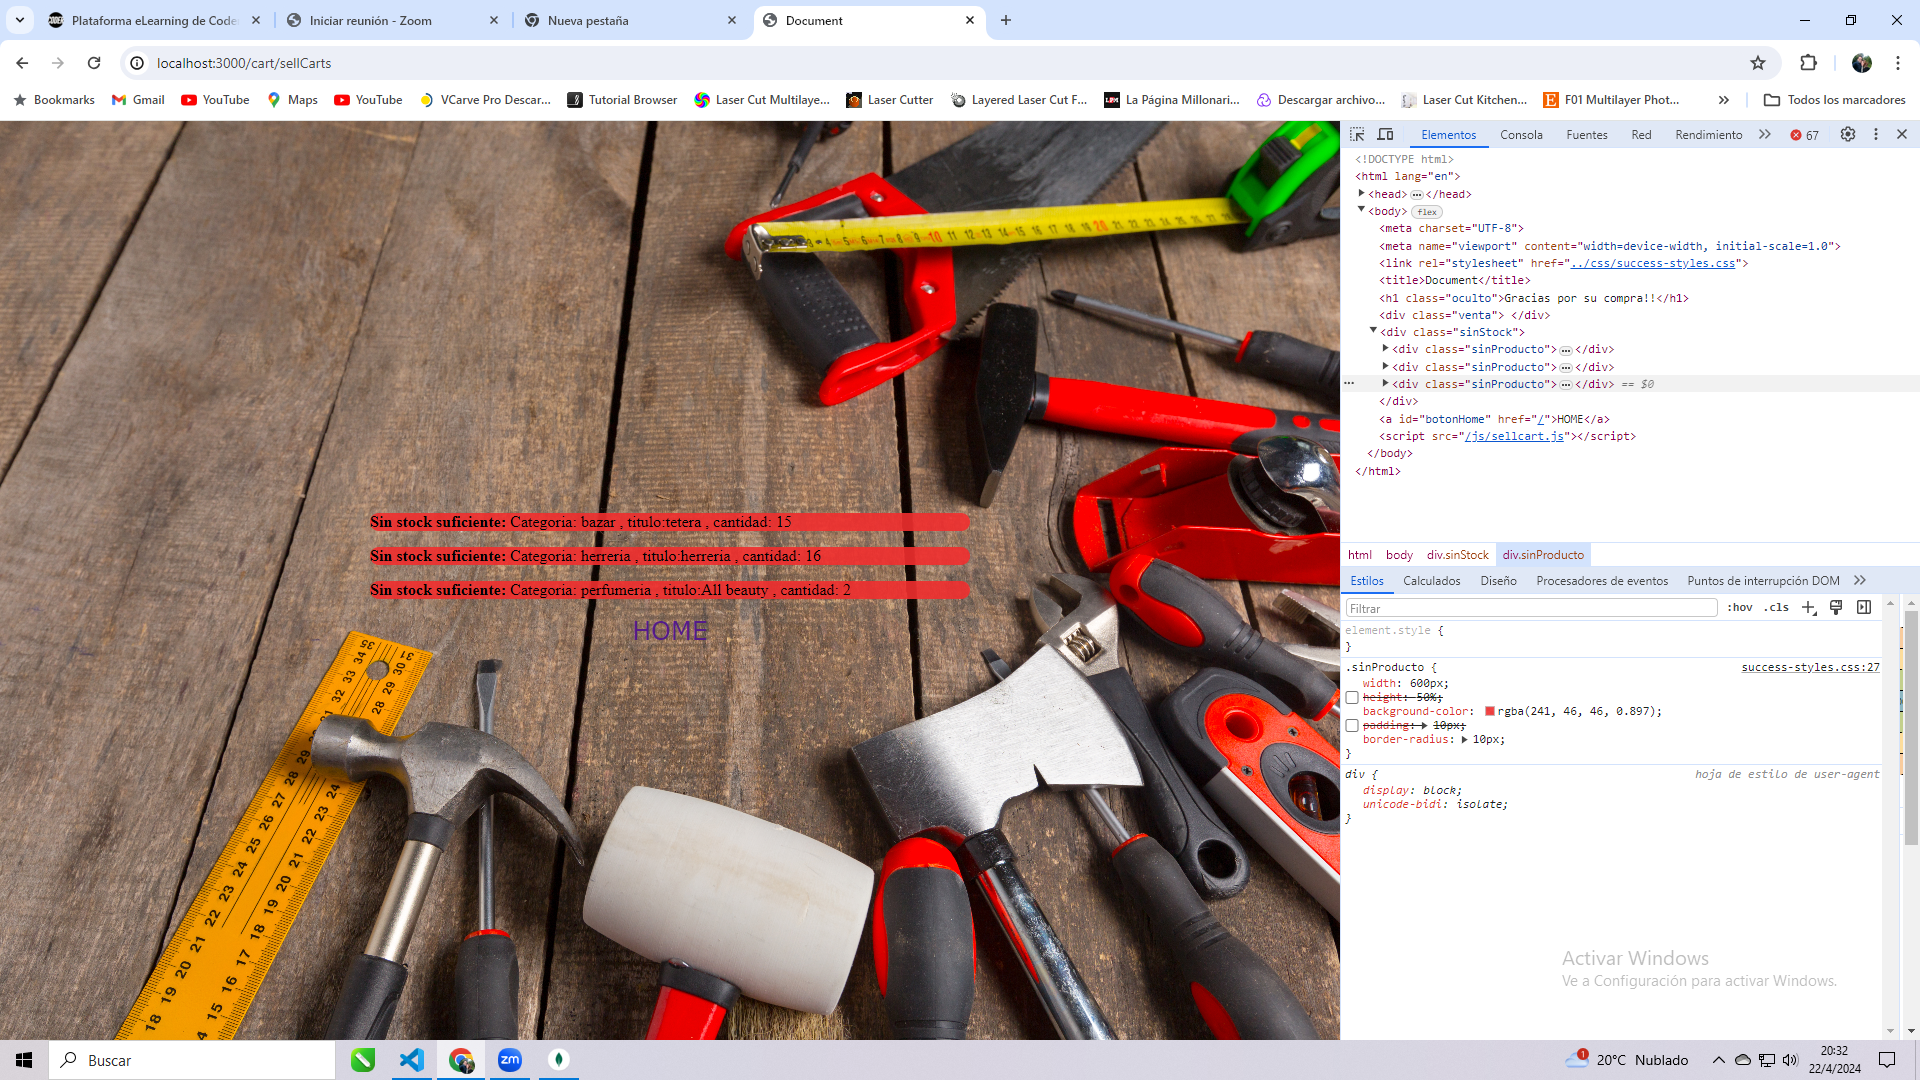 Plataforma eLearning de Code
Iniciar reunión - Zoom
Nueva pestaña
Document
localhost:3000/cart/sellCarts
Bookmarks
Gmail
YouTube
Maps
YouTube
VCarve Pro Descar...
Tutorial Browser
Laser Cut Multilaye...
Laser Cutter
Layered Laser Cut F...
La Página Millonari...
Descargar archivo...
Laser Cut Kitchen...
F01 Multilayer Phot...
Todos los marcadores
Sin stock suficiente: Categoria: bazar , titulo:tetera , cantidad: 15
Sin stock suficiente: Categoria: herreria , titulo:herreria , cantidad: 16
Sin stock suficiente: Categoria: perfumeria , titulo:All beauty , cantidad: 2
HOME
Elementos
Consola
Fuentes
Red
Rendimiento
67
<!DOCTYPE html>
<html lang="en">
<head> </head>
<body> flex
<meta charset="UTF-8">
<meta name="viewport" content="width=device-width, initial-scale=1.0">
<link rel="stylesheet" href="../css/success-styles.css">
<title>Document</title>
<h1 class="oculto">Gracias por su compra!!</h1>
<div class="venta"> </div>
<div class="sinStock">
<div class="sinProducto"> </div>
<div class="sinProducto"> </div>
<div class="sinProducto"> </div> == $0
</div>
<a id="botonHome" href="/">HOME</a>
<script src="/js/sellcart.js"></script>
</body>
</html>
html body div.sinStock div.sinProducto
Estilos
Calculados
Diseño
Procesadores de eventos
Puntos de interrupción DOM
Filtrar
:hov .cls
element.style {
}
.sinProducto { success-styles.css:27
width: 600px;
height: 50%;
background-color: rgba(241, 46, 46, 0.897);
padding: 10px;
border-radius: 10px;
}
div { hoja de estilo de user-agent
display: block;
unicode-bidi: isolate;
}
Activar Windows
Ve a Configuración para activar Windows.
Buscar
zm
1
20°C Nublado
20:32
22/4/2024